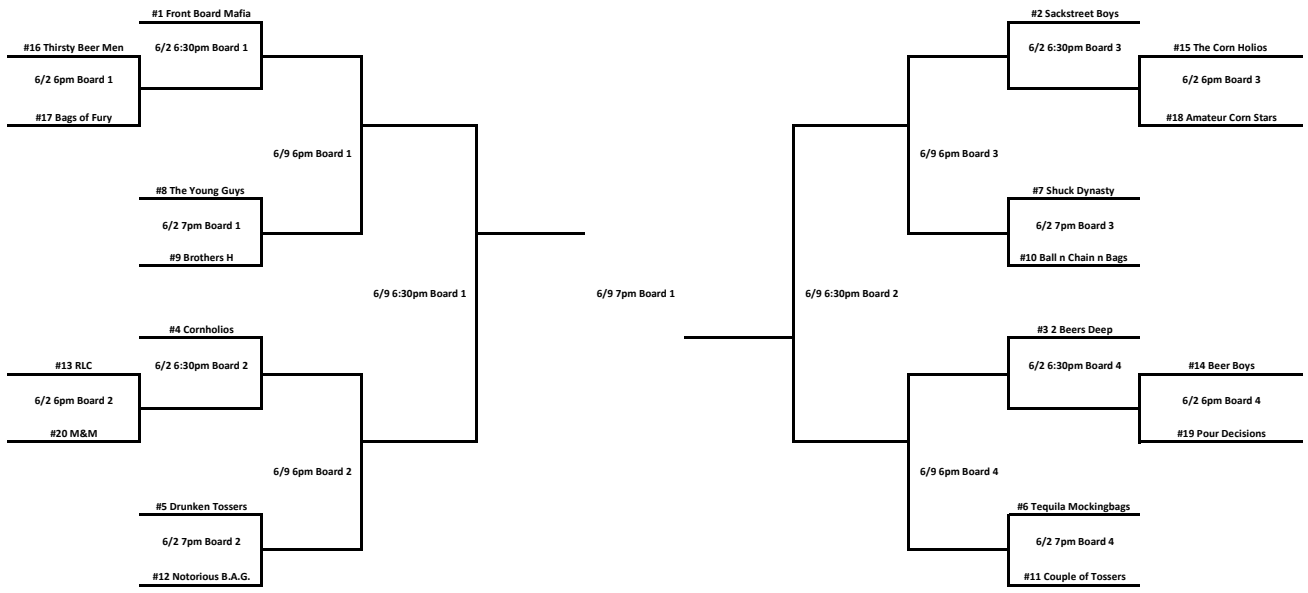 #1 Front Board Mafia
#16 Thirsty Beer Men
6/2 6:30pm Board 1
6/2 6pm Board 1
#17 Bags of Fury
6/9 6pm Board 1
#8 The Young Guys
6/2 7pm Board 1
#9 Brothers H
6/9 6:30pm Board 1
#4 Cornholios
#13 RLC
6/2 6:30pm Board 2
6/2 6pm Board 2
#20 M&M
6/9 6pm Board 2
#5 Drunken Tossers
6/2 7pm Board 2
#12 Notorious B.A.G.
6/9 7pm Board 1
#2 Sackstreet Boys
6/2 6:30pm Board 3
#15 The Corn Holios
6/2 6pm Board 3
#18 Amateur Corn Stars
6/9 6pm Board 3
#7 Shuck Dynasty
6/2 7pm Board 3
#10 Ball n Chain n Bags
6/9 6:30pm Board 2
#3 2 Beers Deep
6/2 6:30pm Board 4
#14 Beer Boys
6/2 6pm Board 4
#19 Pour Decisions
6/9 6pm Board 4
#6 Tequila Mockingbags
6/2 7pm Board 4
#11 Couple of Tossers